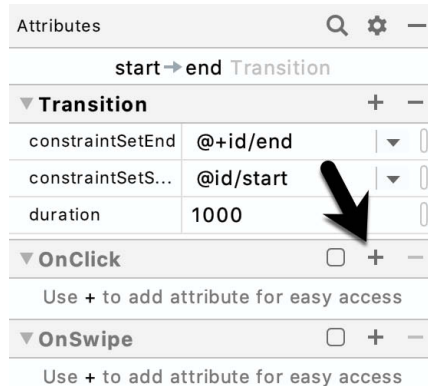 Attributes
start→end Transition
Transition
constraintSetEnd @+id/end
constraintSetS... @id/start
duration 1000
OnClick
Use + to add attribute for easy access
OnSwipe
Use + to add attribute for easy access